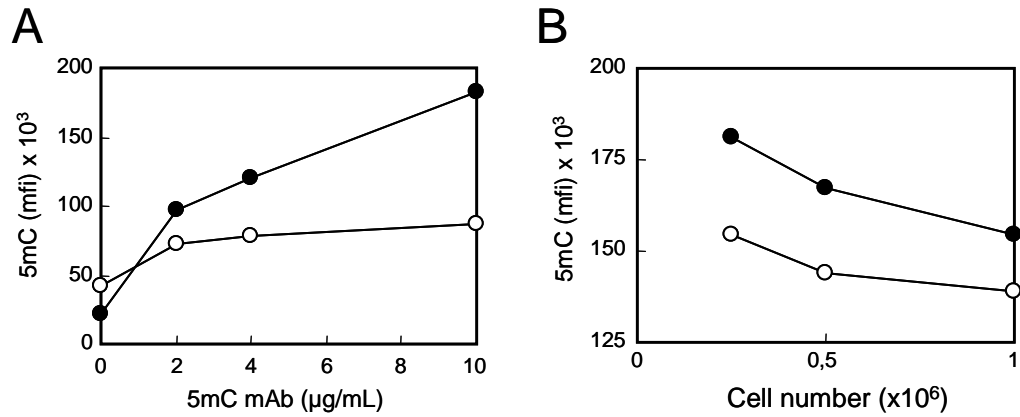 A
5mC (mfi) x 10³
200
150
100
50
0
0 2 4 6 8 10
5mC mAb (µg/mL)
B
5mC (mfi) x 10³
200
175
150
125
0 0,5 1
Cell number (x10⁶)